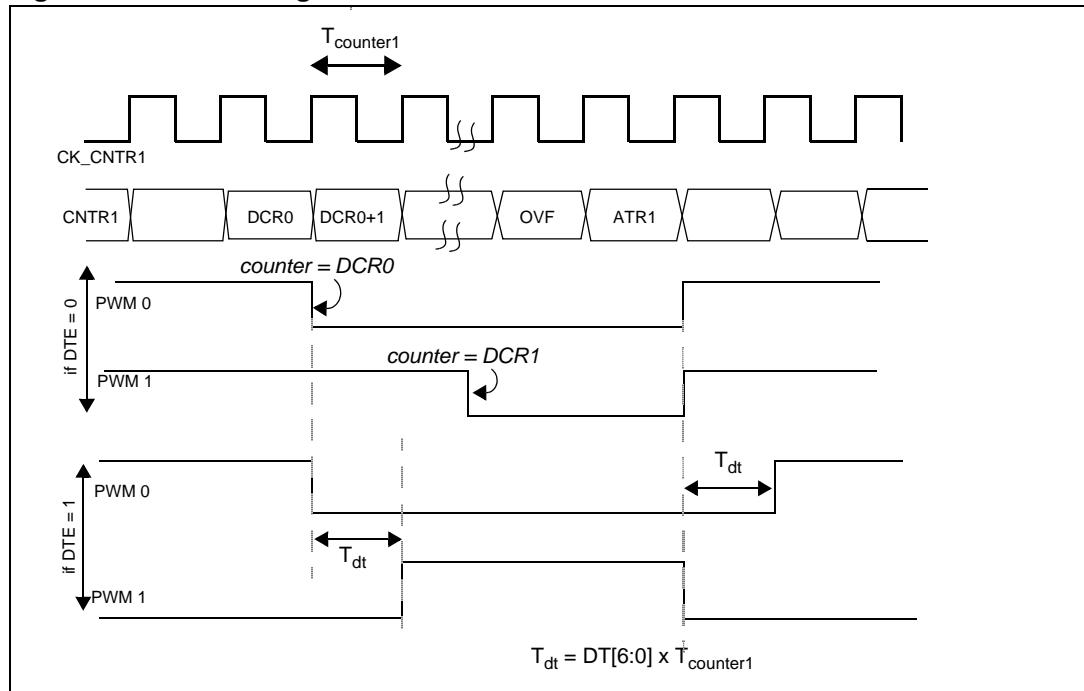 T_counter1
CK_CNTR1
CNTR1 DCR0 DCR0+1 OVF ATR1
counter = DCR0
if DTE = 0
PWM 0
counter = DCR1
PWM 1
if DTE = 1
PWM 0
T_dt
T_dt
PWM 1
T_dt = DT[6:0] x T_counter1